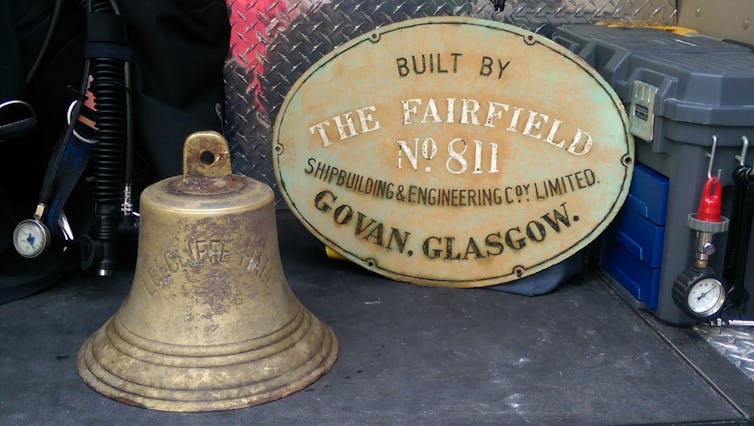 BUILT BY
THE FAIRFIELD
Nº 811
SHIPBUILDING & ENGINEERING COY. LIMITED.
GOVAN. GLASGOW.